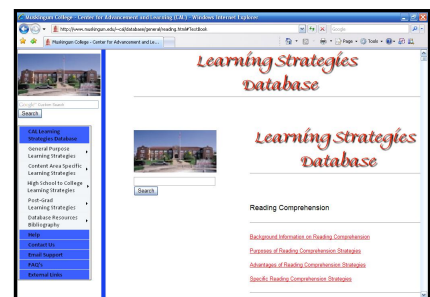 Muskingum College - Center for Advancement and Learning (CAL) - Windows Internet Explorer
http://www.muskingum.edu/~cal/database/general/reading.html#TextBook
Google
Muskingum College - Center for Advancement and Le...
Page
Tools
Learning Strategies
Database
Google™ Custom Search
Search
CAL Learning
Strategies Database
General Purpose
Learning Strategies
Content Area Specific
Learning Strategies
High School to College
Learning Strategies
Post-Grad
Learning Strategies
Database Resources
Bibliography
Help
Contact Us
Email Support
FAQ's
External Links
Learning Strategies
Database
Search
Reading Comprehension
Background Information on Reading Comprehension
Purposes of Reading Comprehension Strategies
Advantages of Reading Comprehension Strategies
Specific Reading Comprehension Strategies